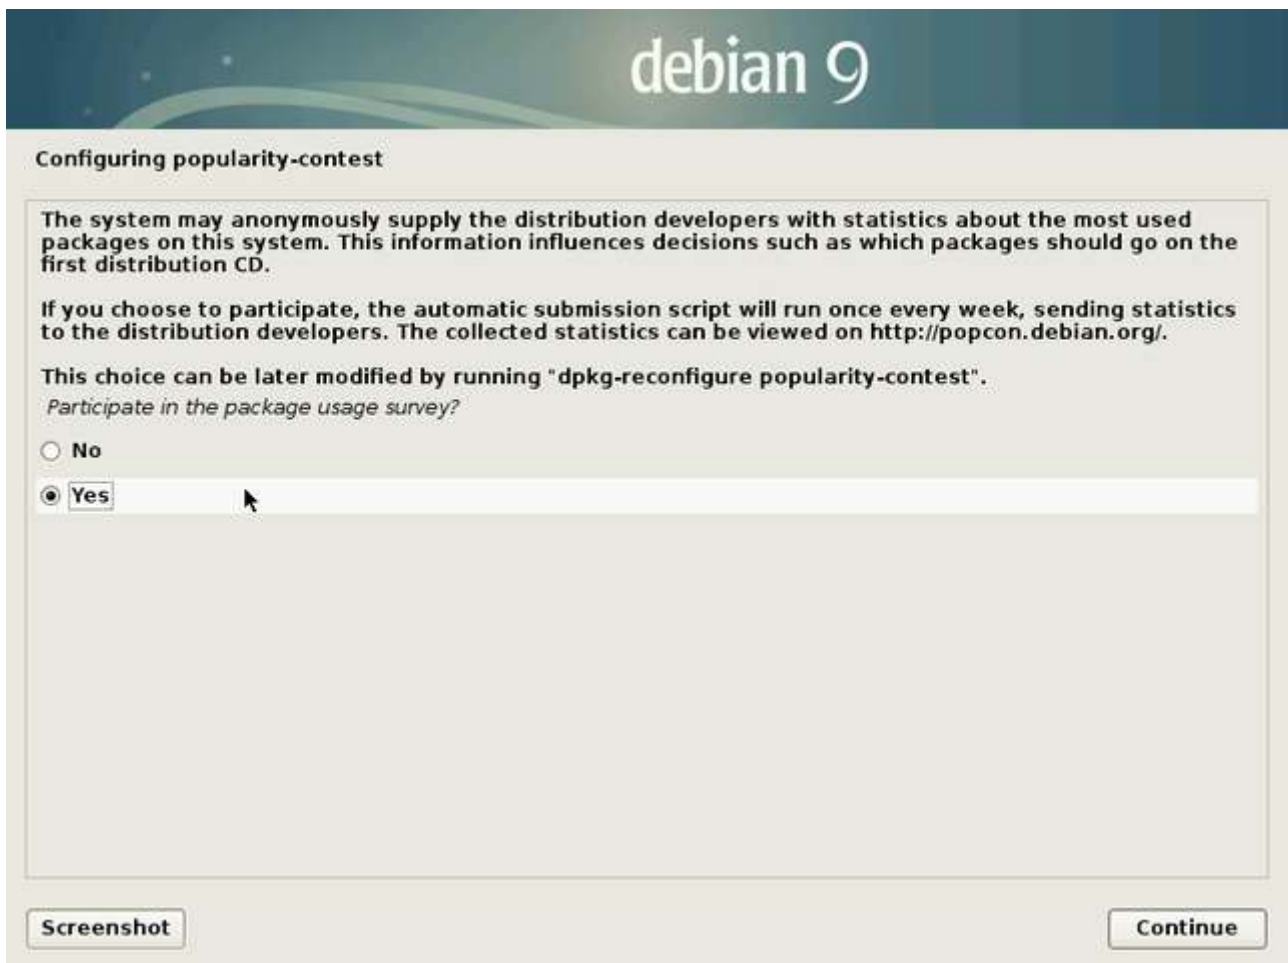 debian 9
Configuring popularity-contest
The system may anonymously supply the distribution developers with statistics about the most used
packages on this system. This information influences decisions such as which packages should go on the
first distribution CD.
If you choose to participate, the automatic submission script will run once every week, sending statistics
to the distribution developers. The collected statistics can be viewed on http://popcon.debian.org/.
This choice can be later modified by running "dpkg-reconfigure popularity-contest".
Participate in the package usage survey?
No
Yes
Screenshot
Continue